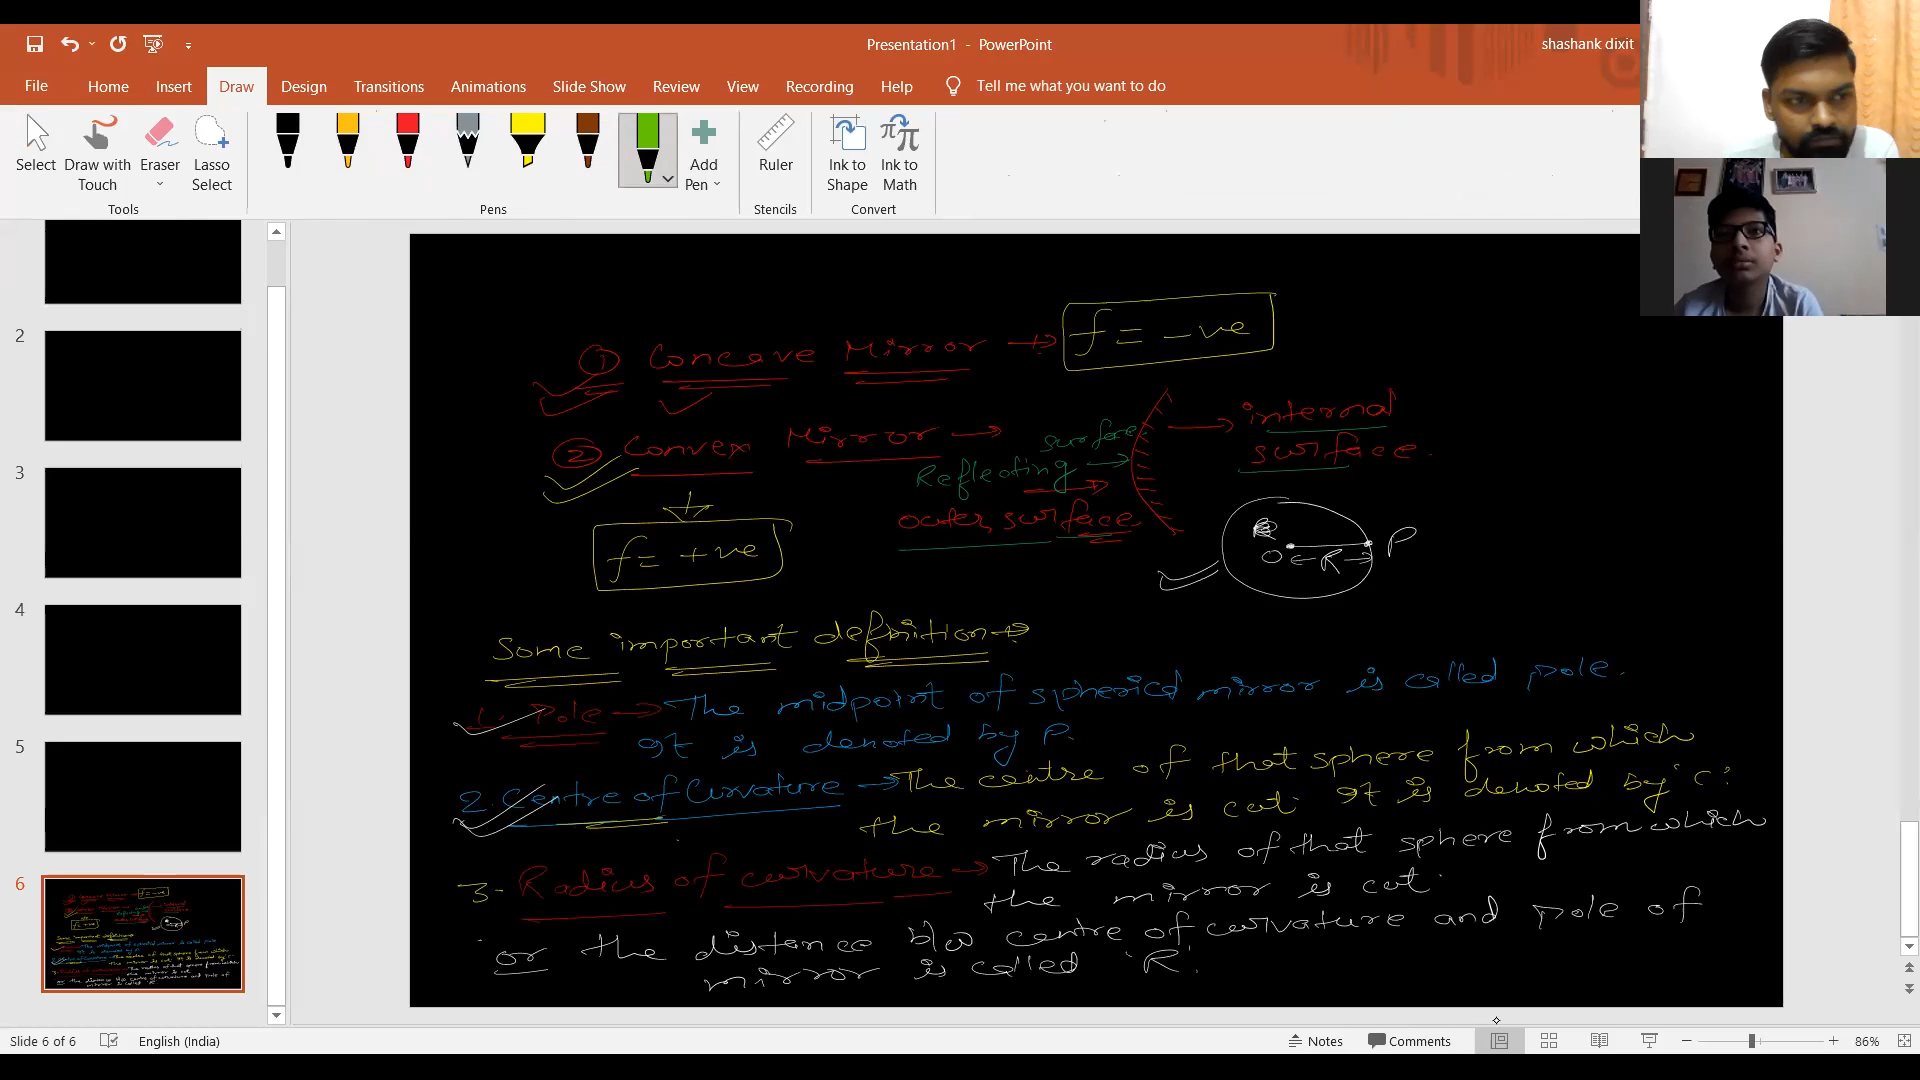 Presentation1 - PowerPoint
shashank dixit
File Home Insert Draw Design Transitions Animations Slide Show Review View Recording Help Tell me what you want to do
Select
Draw with Touch
Eraser
Lasso Select
Add Pen
Ruler
Ink to Shape
Ink to Math
Tools
Pens
Stencils
Convert
2
3
4
5
6
① Concave Mirror → f = -ve
② Convex Mirror →
Reflecting surface →
outer surface
→ internal
surface.
f = +ve
O ← R → P
Some important definition →
1. Pole → The midpoint of spherical mirror is called pole.
It is denoted by P.
2. Centre of Curvature → The centre of that sphere from which
the mirror is cut. It is denoted by 'C'.
3- Radius of curvature → The radius of that sphere from which
the mirror is cut.
or the distance b/w centre of curvature and pole of
mirror is called 'R'.
Slide 6 of 6
English (India)
Notes
Comments
86%